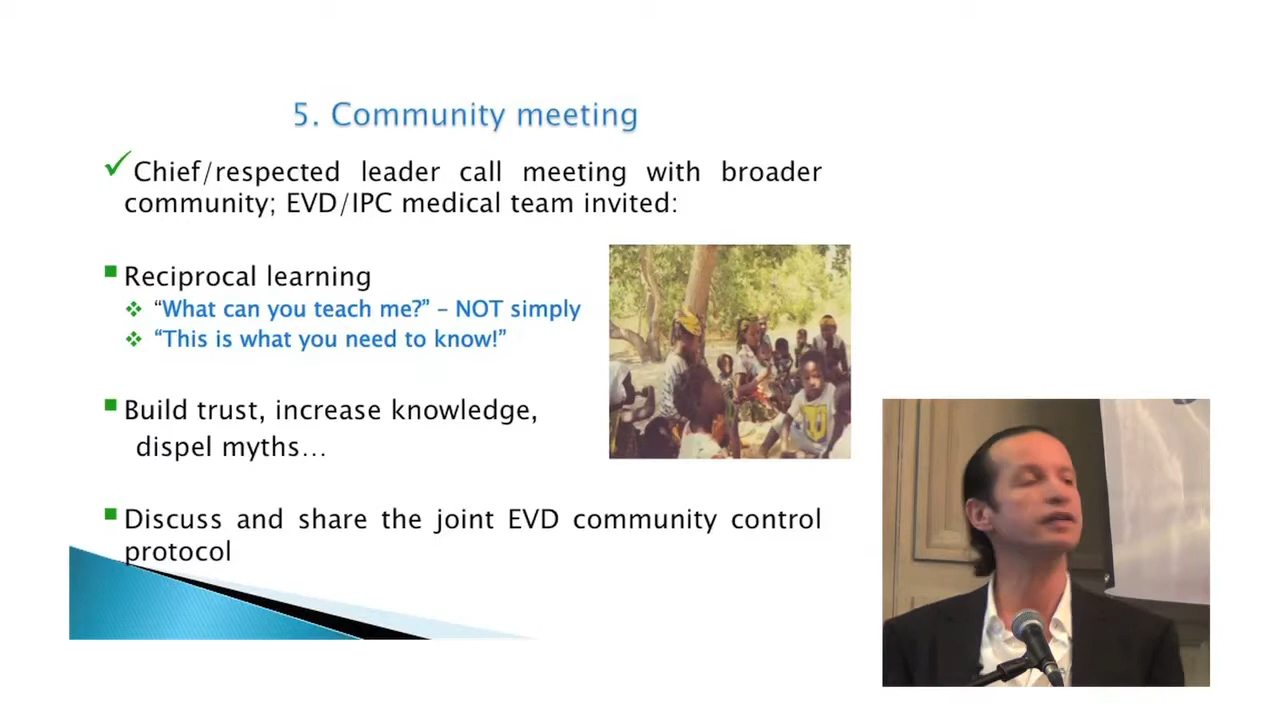 5. Community meeting
Chief/respected leader call meeting with broader
community; EVD/IPC medical team invited:
Reciprocal learning
“What can you teach me?” – NOT simply
“This is what you need to know!”
Build trust, increase knowledge,
dispel myths…
Discuss and share the joint EVD community control
protocol